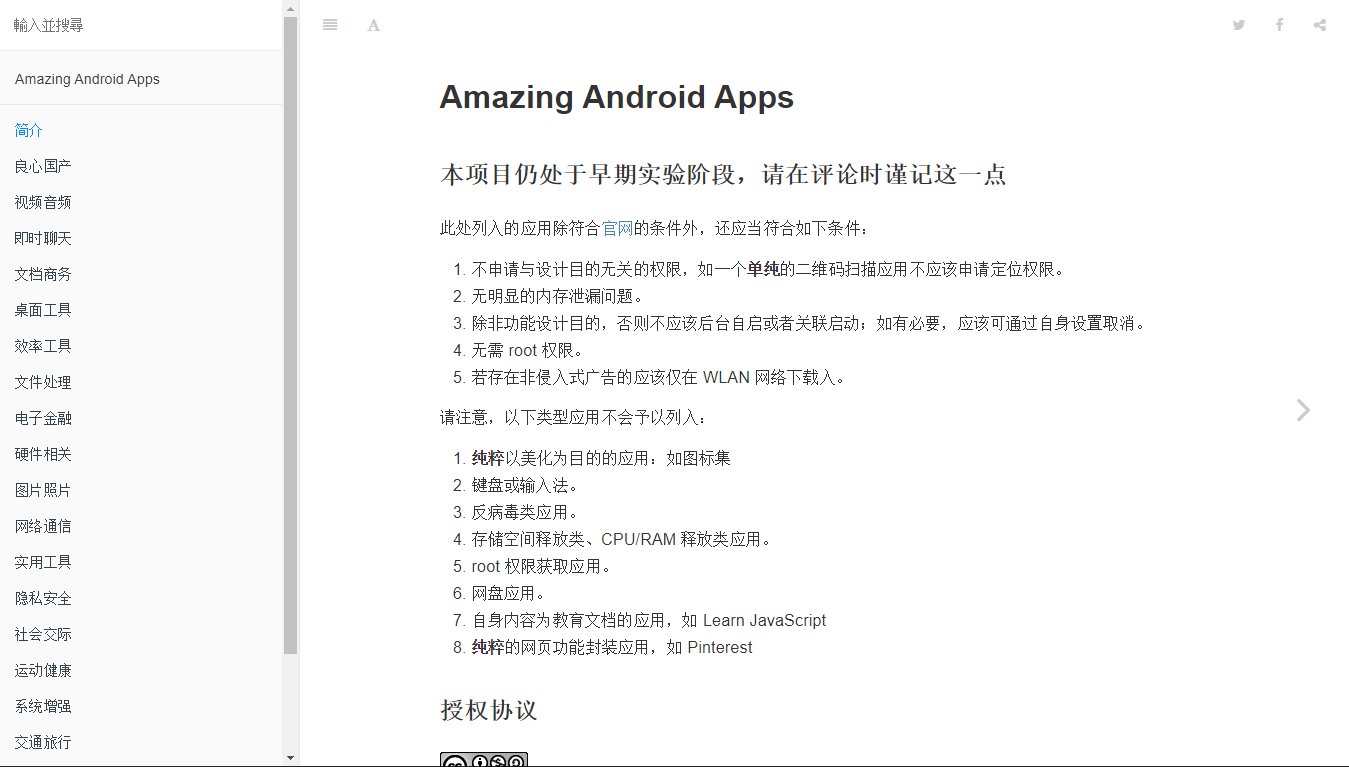 輸入並搜尋
Amazing Android Apps
简介
良心国产
视频音频
即时聊天
文档商务
桌面工具
效率工具
文件处理
电子金融
硬件相关
图片照片
网络通信
实用工具
隐私安全
社会交际
运动健康
系统增强
交通旅行
A
Amazing Android Apps
本项目仍处于早期实验阶段，请在评论时谨记这一点
此处列入的应用除符合官网的条件外，还应当符合如下条件：
1. 不申请与设计目的无关的权限，如一个单纯的二维码扫描应用不应该申请定位权限。
2. 无明显的内存泄漏问题。
3. 除非功能设计目的，否则不应该后台自启或者关联启动；如有必要，应该可通过自身设置取消。
4. 无需 root 权限。
5. 若存在非侵入式广告的应该仅在 WLAN 网络下载入。
请注意，以下类型应用不会予以列入：
1. 纯粹以美化为目的的应用：如图标集
2. 键盘或输入法。
3. 反病毒类应用。
4. 存储空间释放类、CPU/RAM 释放类应用。
5. root 权限获取应用。
6. 网盘应用。
7. 自身内容为教育文档的应用，如 Learn JavaScript
8. 纯粹的网页功能封装应用，如 Pinterest
授权协议